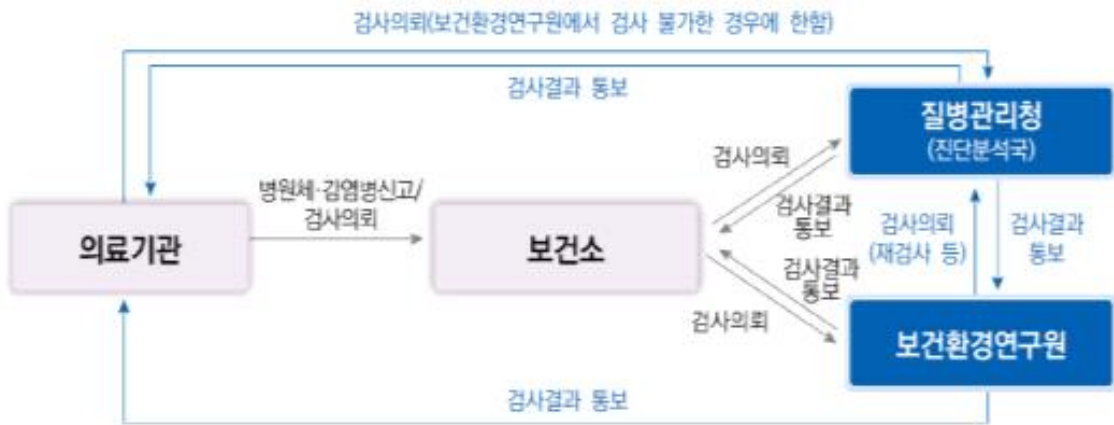 검사의뢰(보건환경연구원에서 검사 불가한 경우에 한함)
검사결과 통보
질병관리청
(진단분석국)
검사의뢰
병원체·감염병신고/
검사의뢰
검사결과
통보
의료기관
보건소
검사의뢰
(재검사 등)
검사결과
통보
검사결과
통보
검사의뢰
보건환경연구원
검사결과 통보